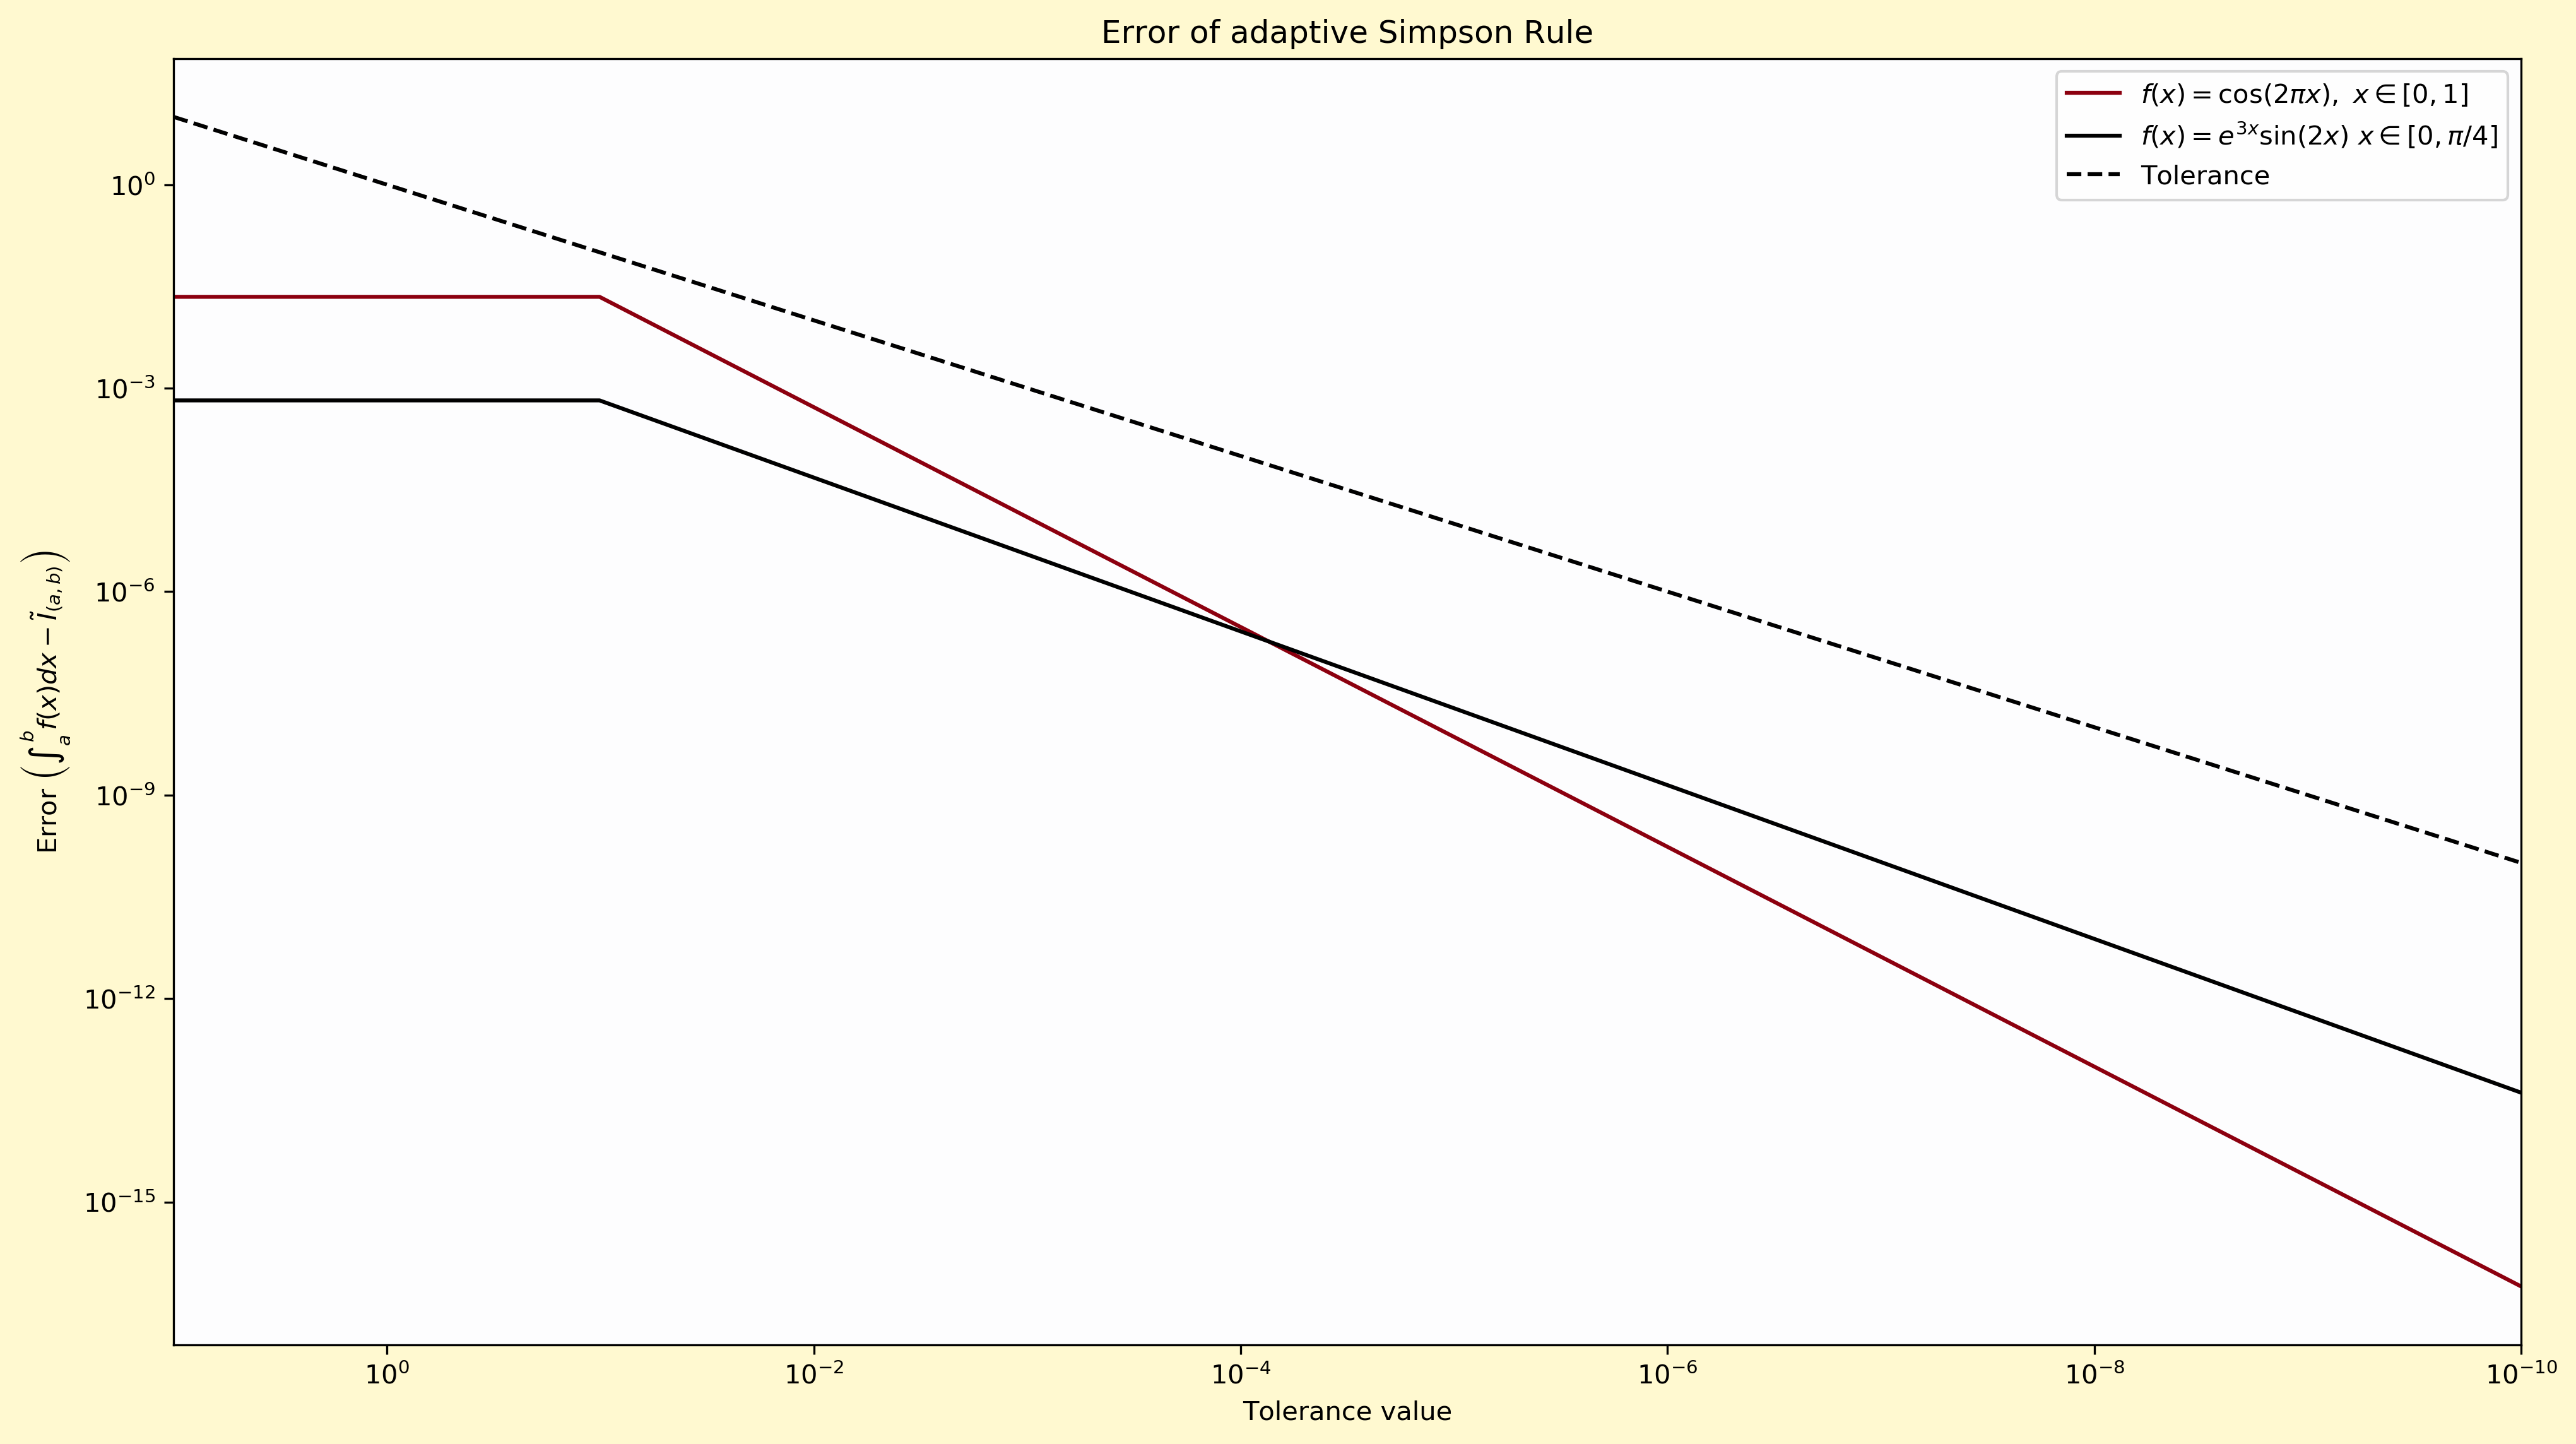 Error of adaptive Simpson Rule
f(x) = cos(2πx), x ∈ [0, 1]
f(x) = e^{3x}sin(2x) x ∈ [0, π/4]
Tolerance
10^0
10^{-3}
10^{-6}
10^{-9}
10^{-12}
10^{-15}
Error (∫_a^b f(x)dx − Ĩ_{(a, b)})
10^0 10^{-2} 10^{-4} 10^{-6} 10^{-8} 10^{-10}
Tolerance value